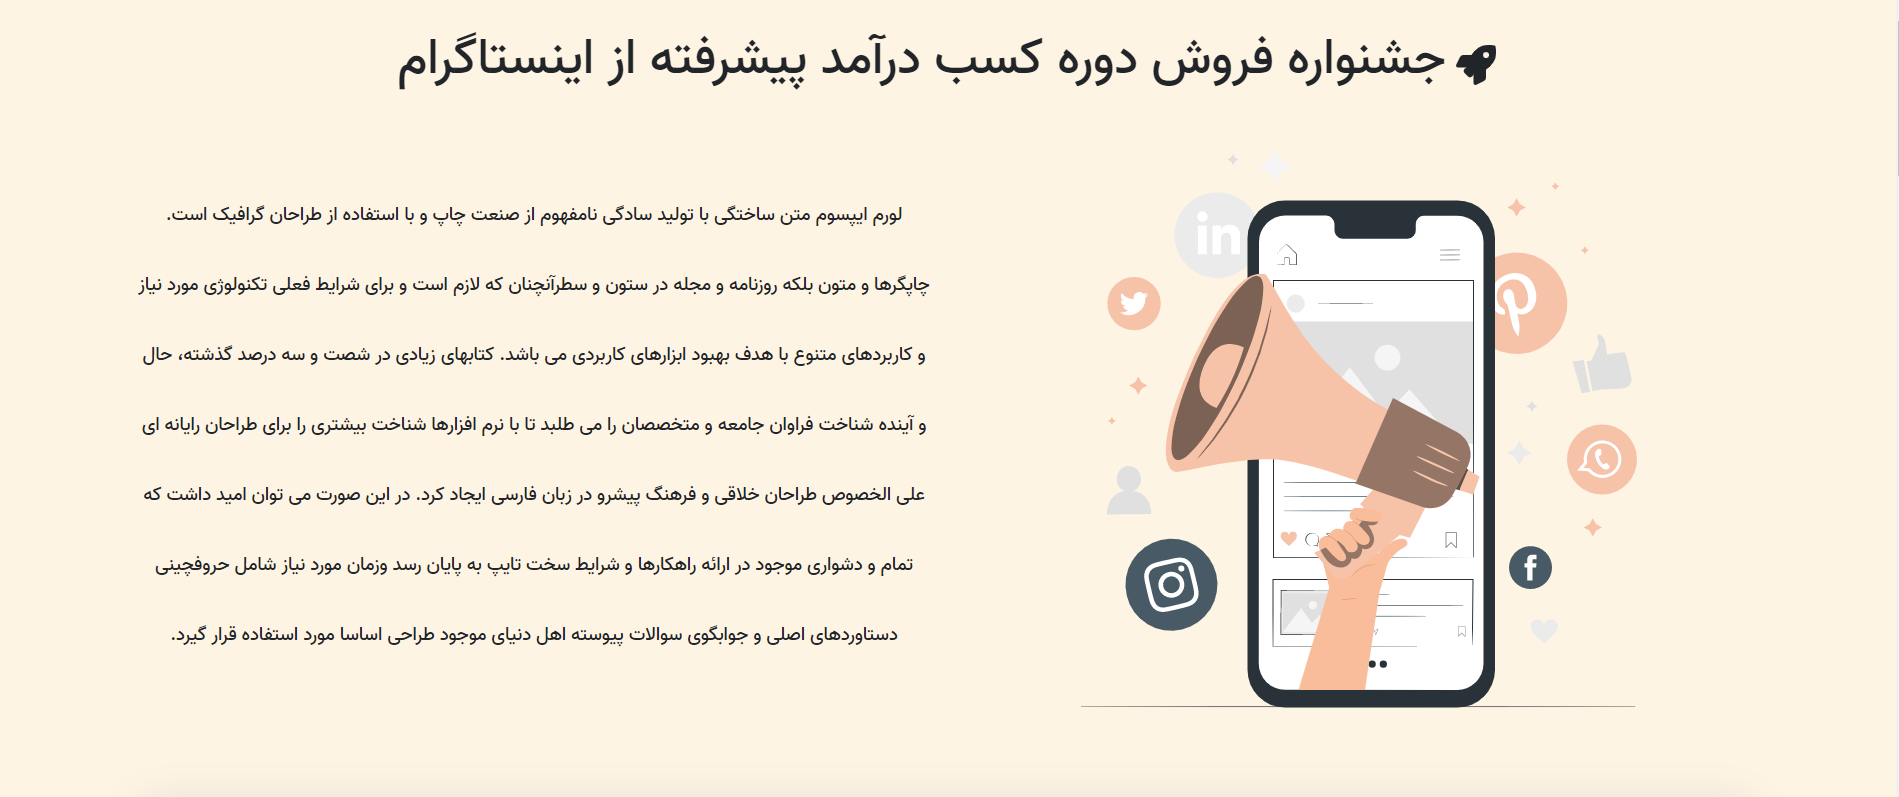 جشنواره فروش دوره کسب درآمد پیشرفته از اینستاگرام
لورم ایپسوم متن ساختگی با تولید سادگی نامفهوم از صنعت چاپ و با استفاده از طراحان گرافیک است.
چاپگرها و متون بلکه روزنامه و مجله در ستون و سطرآنچنان که لازم است و برای شرایط فعلی تکنولوژی مورد نیاز
و کاربردهای متنوع با هدف بهبود ابزارهای کاربردی می باشد. کتابهای زیادی در شصت و سه درصد گذشته، حال
و آینده شناخت فراوان جامعه و متخصصان را می طلبد تا با نرم افزارها شناخت بیشتری را برای طراحان رایانه ای
علی الخصوص طراحان خلاقی و فرهنگ پیشرو در زبان فارسی ایجاد کرد. در این صورت می توان امید داشت که
تمام و دشواری موجود در ارائه راهکارها و شرایط سخت تایپ به پایان رسد وزمان مورد نیاز شامل حروفچینی
دستاوردهای اصلی و جوابگوی سوالات پیوسته اهل دنیای موجود طراحی اساسا مورد استفاده قرار گیرد.
in